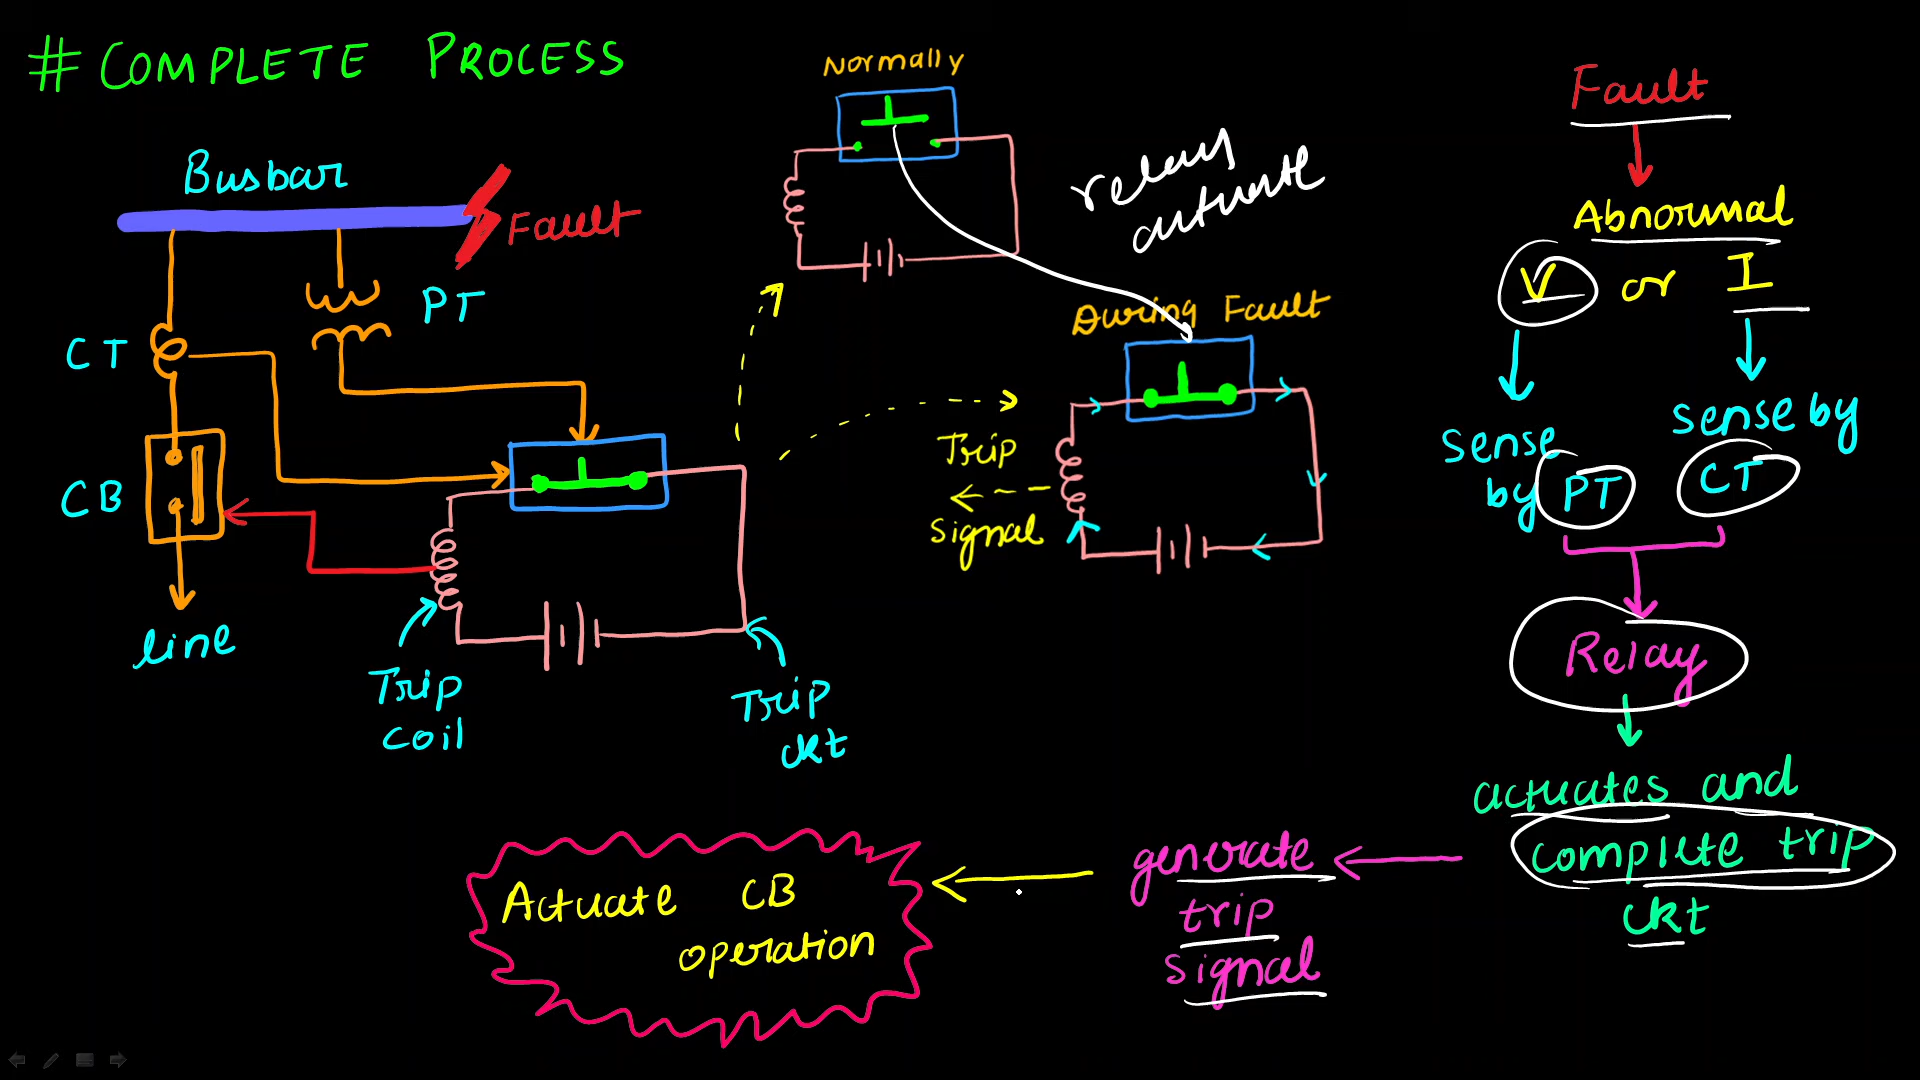 # COMPLETE PROCESS
Busbar
Fault
PT
CT
CB
line
Trip
coil
Trip
ckt
Normally
relay
actuate
During Fault
Trip
signal
Fault
Abnormal
V or I
sense
by PT
sense by
CT
Relay
actuates and
complete trip
ckt
generate
trip
signal
Actuate CB
operation